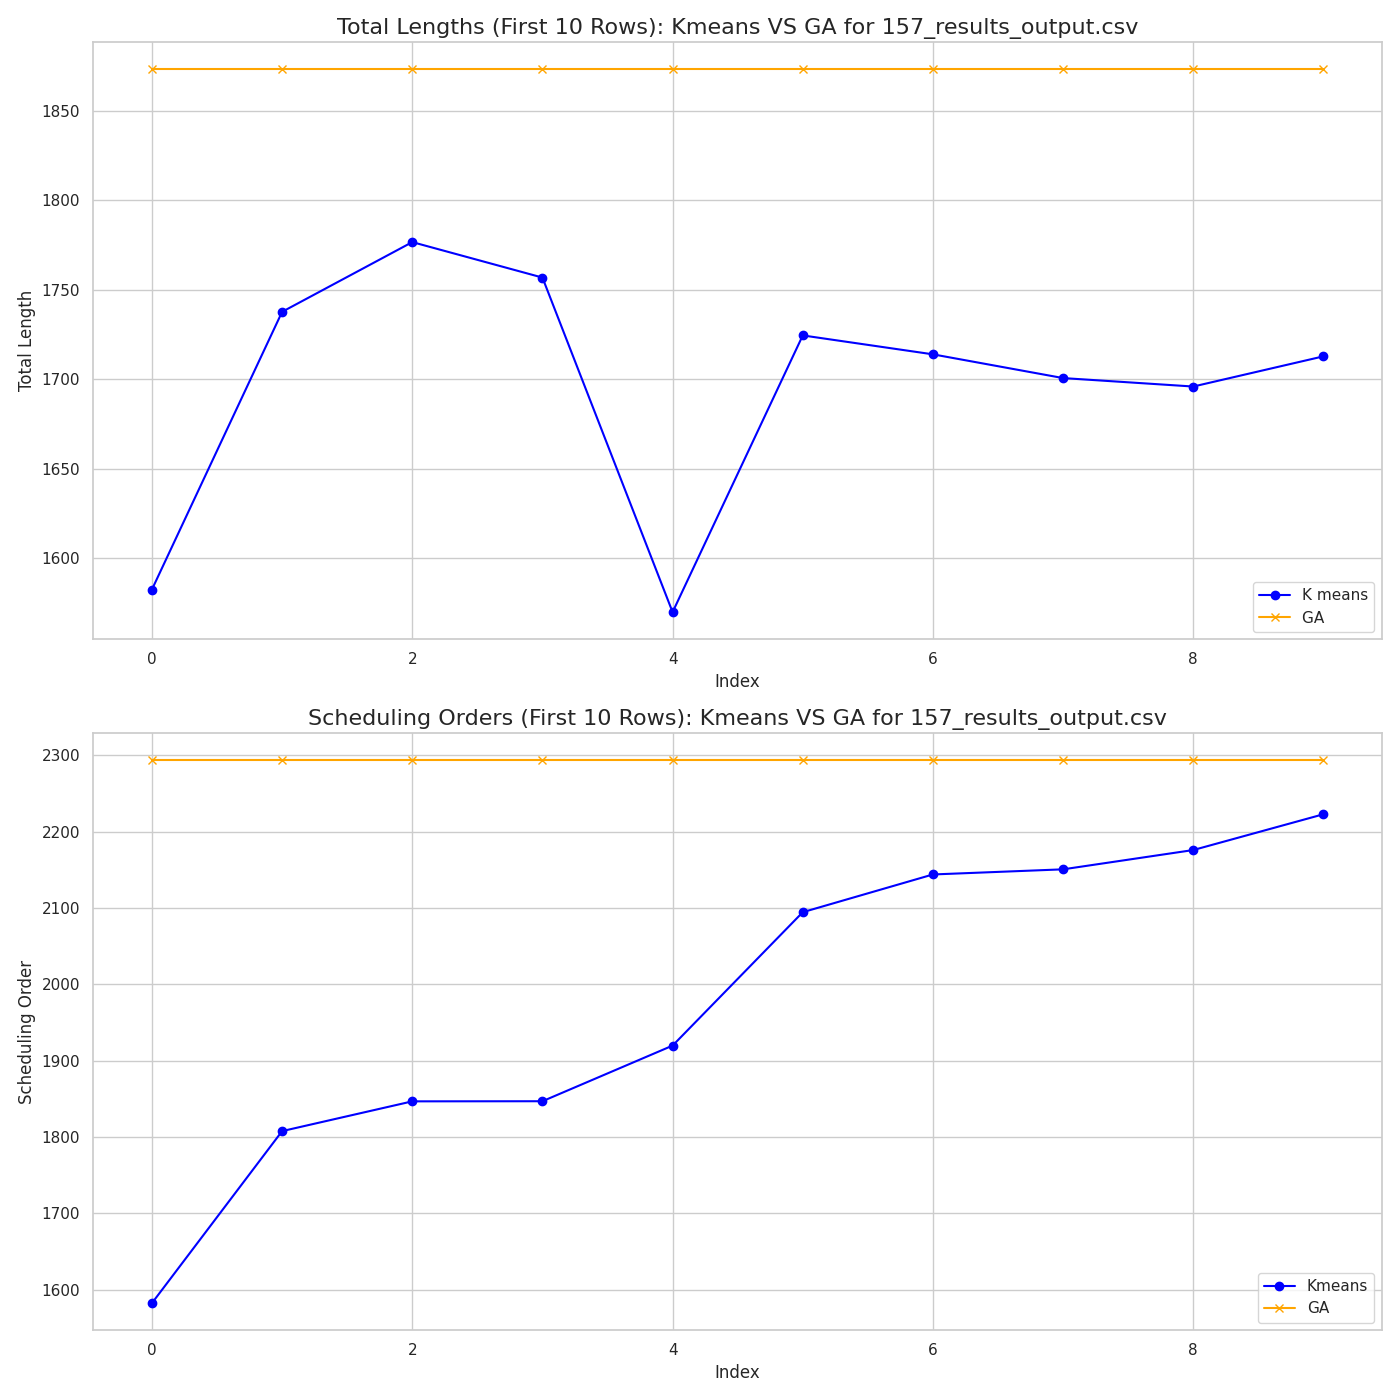 Total Lengths (First 10 Rows): Kmeans VS GA for 157_results_output.csv
Total Length
1850
1800
1750
1700
1650
1600
K means
GA
0 2 4 6 8
Index
Scheduling Orders (First 10 Rows): Kmeans VS GA for 157_results_output.csv
Scheduling Order
2300
2200
2100
2000
1900
1800
1700
1600
Kmeans
GA
0 2 4 6 8
Index